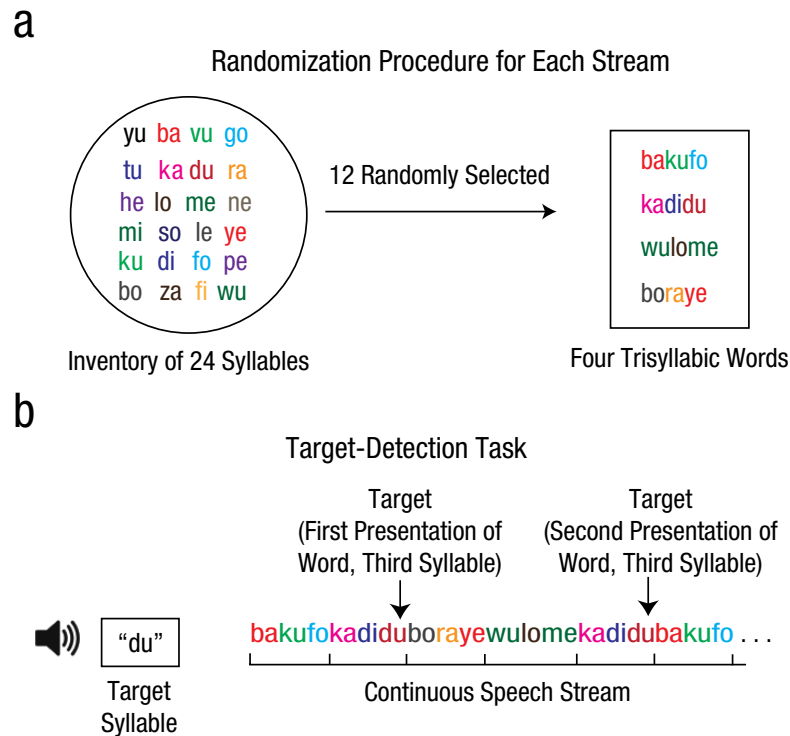 a
Randomization Procedure for Each Stream
yu ba vu go
tu ka du ra
he lo me ne
mi so le ye
ku di fo pe
bo za fi wu
Inventory of 24 Syllables
12 Randomly Selected
bakufo
kadidu
wulome
boraye
Four Trisyllabic Words
b
Target-Detection Task
Target
(First Presentation of
Word, Third Syllable)
Target
(Second Presentation of
Word, Third Syllable)
“du”
Target
Syllable
bakufokadiduborayewulomekadidubakufo . . .
Continuous Speech Stream